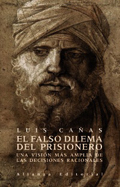 LUIS CAÑAS
EL FALSO DILEMA
DEL PRISIONERO
UNA VISIÓN MÁS AMPLIA DE
LAS DECISIONES RACIONALES
Alianza Editorial